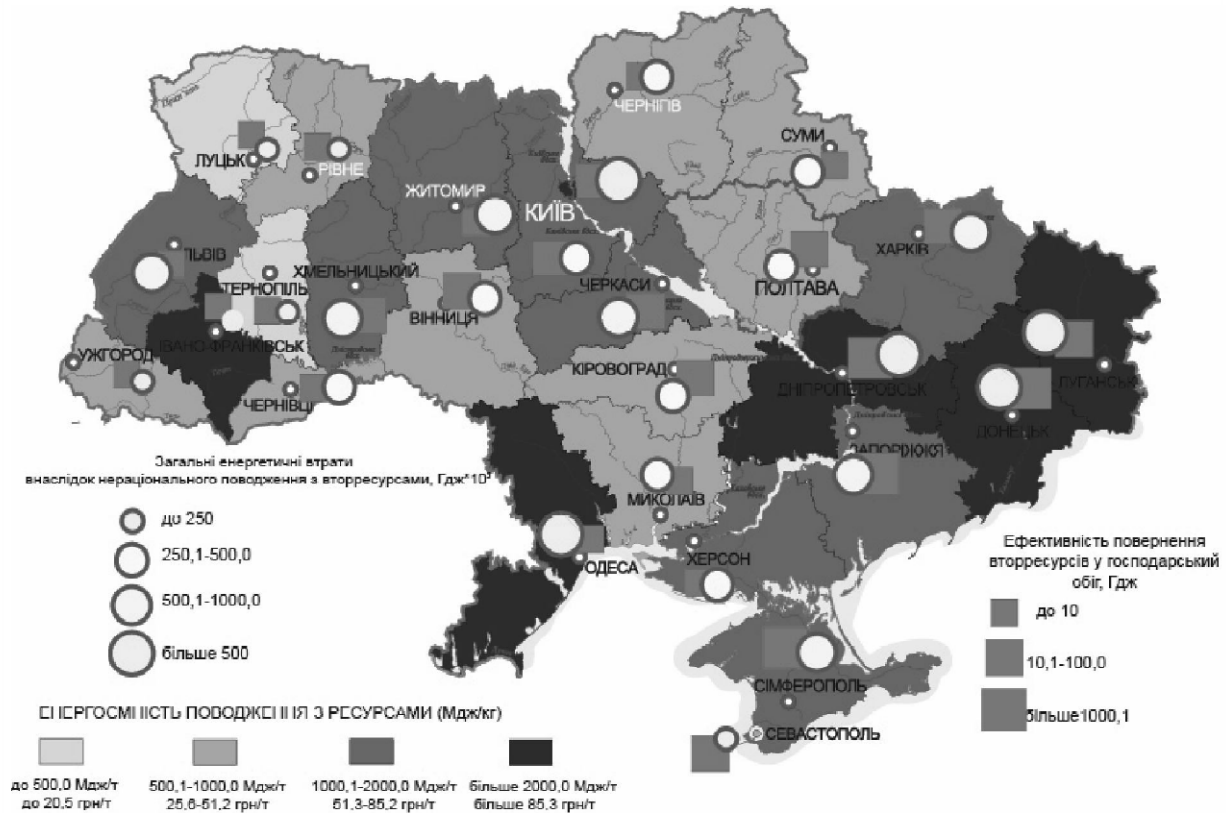 ЧЕРНІГІВ
СУМИ
ЛУЦЬК
РІВНЕ
ЖИТОМИР
КИЇВ
ЛЬВІВ
ХАРКІВ
ТЕРНОПІЛЬ
ХМЕЛЬНИЦЬКИЙ
ЧЕРКАСИ
ПОЛТАВА
ВІННИЦЯ
УЖГОРОД
ІВАНО-ФРАНКІВСЬК
КІРОВОГРАД
ДНІПРОПЕТРОВСЬК
ЛУГАНСЬК
ЧЕРНІВЦІ
ДОНЕЦЬК
ЗАПОРІЖЖЯ
МИКОЛАЇВ
ХЕРСОН
ОДЕСА
СІМФЕРОПОЛЬ
СЕВАСТОПОЛЬ
Загальні енергетичні втрати
внаслідок нераціонального поводження з вторресурсами, Гдж*10³
до 250
250,1-500,0
500,1-1000,0
більше 500
Ефективність повернення
вторресурсів у господарський
обіг, Гдж
до 10
10,1-100,0
більше1000,1
ЕНЕРГОЄМНІСТЬ ПОВОДЖЕННЯ З РЕСУРСАМИ (Мдж/кг)
до 500,0 Мдж/т
до 20,5 грн/т
500,1-1000,0 Мдж/т
25,6-51,2 грн/т
1000,1-2000,0 Мдж/т
51,3-85,2 грн/т
більше 2000,0 Мдж/т
більше 85,3 грн/т